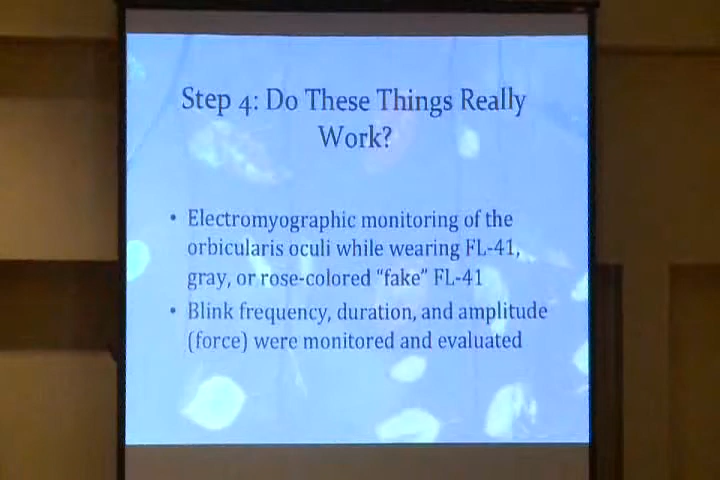 Step 4: Do These Things Really
Work?
• Electromyographic monitoring of the
orbicularis oculi while wearing FL-41,
gray, or rose-colored "fake" FL-41
• Blink frequency, duration, and amplitude
(force) were monitored and evaluated